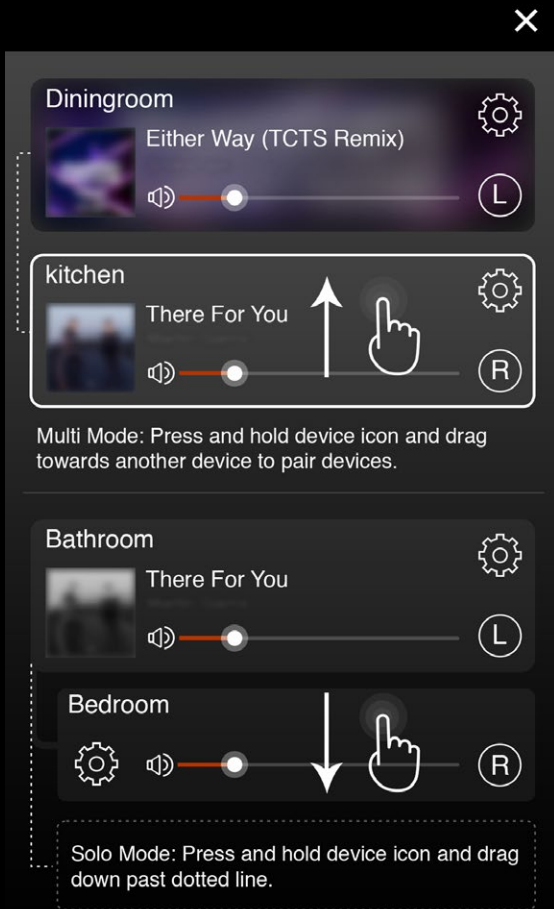 Diningroom
Either Way (TCTS Remix)
L
kitchen
There For You
R
Multi Mode: Press and hold device icon and drag
towards another device to pair devices.
Bathroom
There For You
L
Bedroom
R
Solo Mode: Press and hold device icon and drag
down past dotted line.